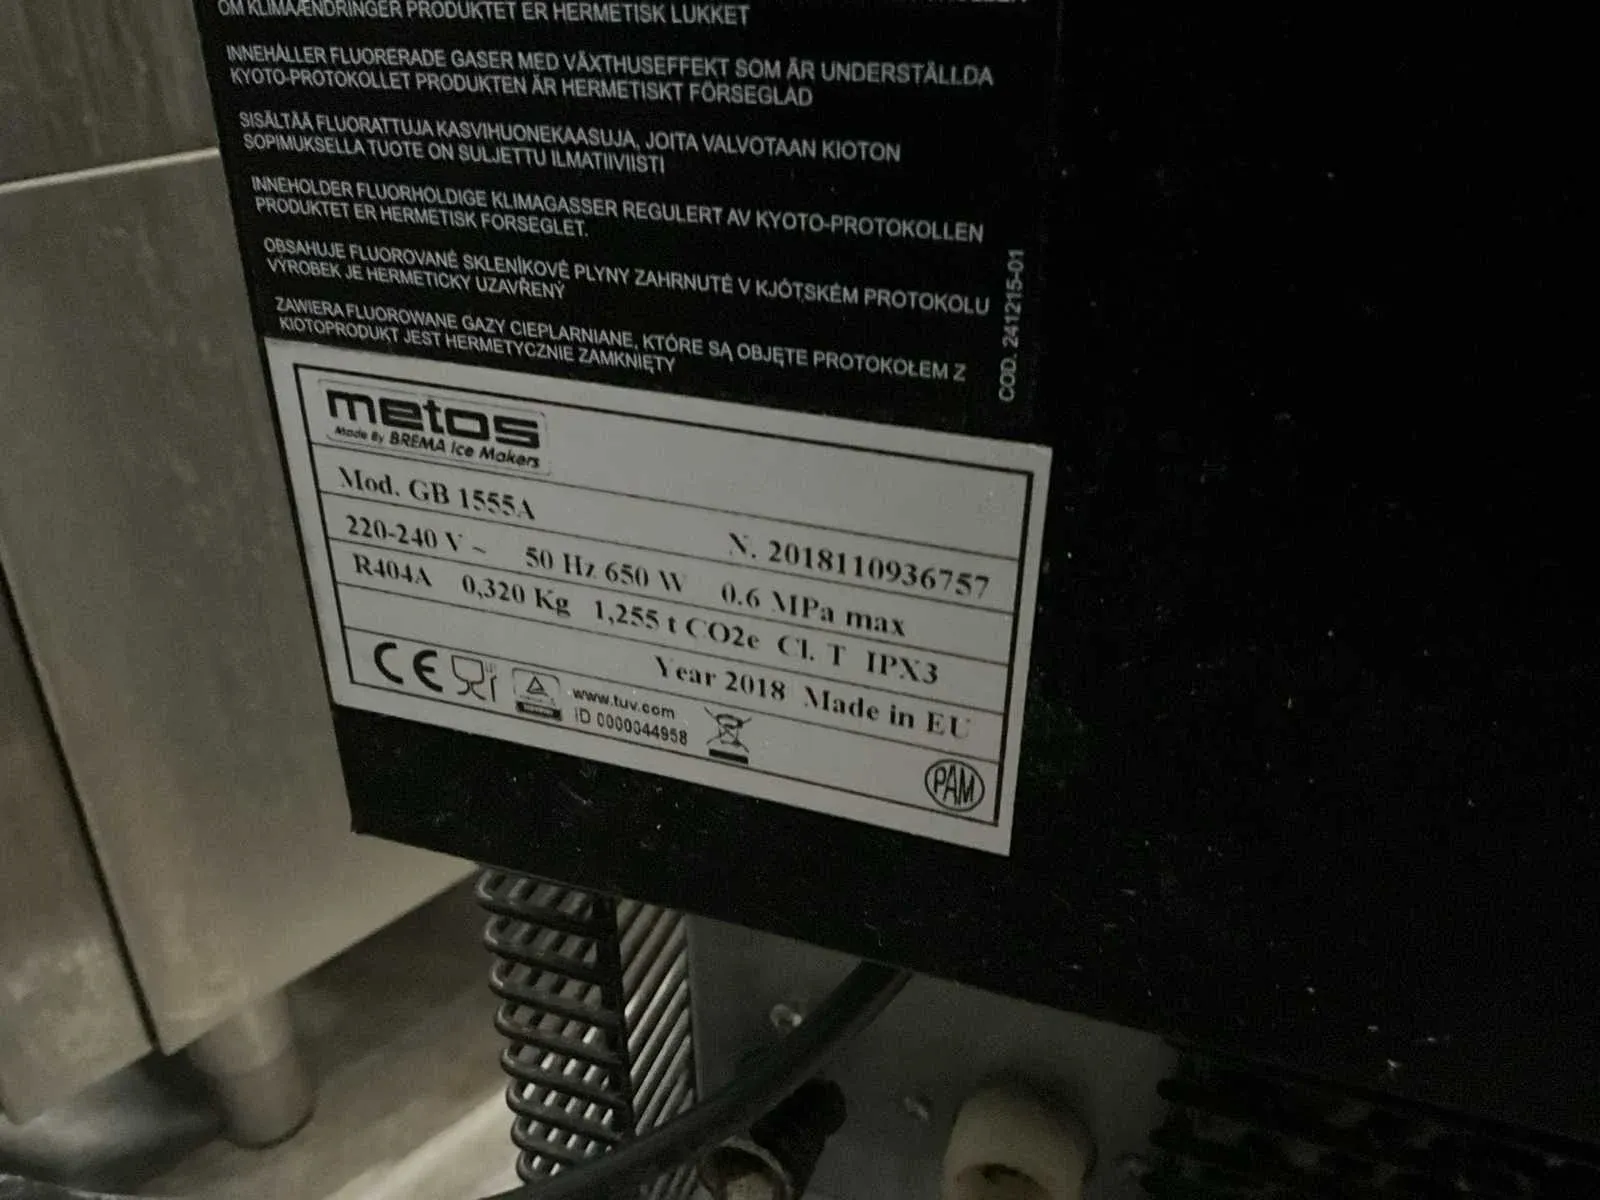 OM KLIMAÆNDRINGER PRODUKTET ER HERMETISK LUKKET
INNEHÅLLER FLUORERADE GASER MED VÄXTHUSEFFEKT SOM ÄR UNDERSTÄLLDA
KYOTO-PROTOKOLLET PRODUKTEN ÄR HERMETISKT FÖRSEGLAD
SISÄLTÄÄ FLUORATTUJA KASVIHUONEKAASUJA, JOITA VALVOTAAN KIOTON
SOPIMUKSELLA TUOTE ON SULJETTU ILMATIIVIISTI
INNEHOLDER FLUORHOLDIGE KLIMAGASSER REGULERT AV KYOTO-PROTOKOLLEN
PRODUKTET ER HERMETISK FORSEGLET.
OBSAHUJE FLUOROVANÉ SKLENÍKOVÉ PLYNY ZAHRNUTÉ V KJÓTSKÉM PROTOKOLU
VÝROBEK JE HERMETICKY UZAVŘENÝ
ZAWIERA FLUOROWANE GAZY CIEPLARNIANE, KTÓRE SĄ OBJĘTE PROTOKOŁEM Z
KIOTOPRODUKT JEST HERMETYCZNIE ZAMKNIĘTY
COD. 241215-01
metos
Made By BREMA Ice Makers
Mod. GB 1555A
N. 2018110936757
220-240 V ~ 50 Hz 650 W 0.6 MPa max
R404A 0,320 Kg 1,255 t CO2e Cl. T IPX3
Year 2018 Made in EU
CE
www.tuv.com
ID 0000044958
PAM